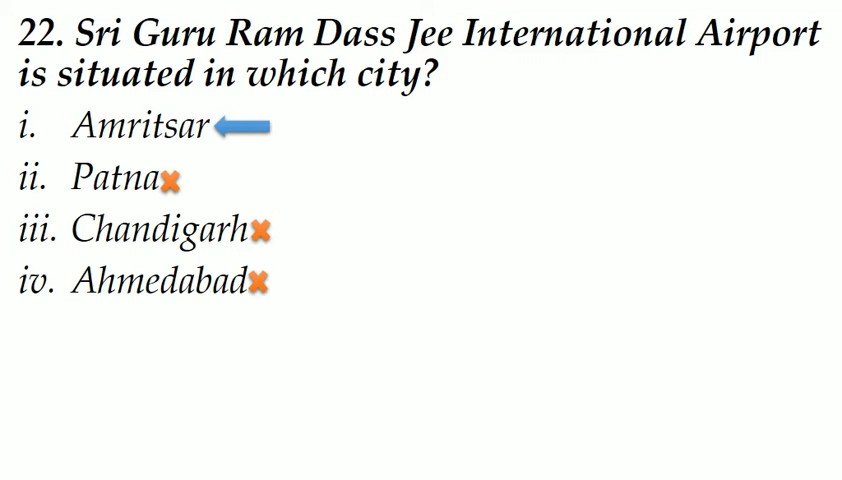 22. Sri Guru Ram Dass Jee International Airport
is situated in which city?
i. Amritsar
ii. Patna
iii. Chandigarh
iv. Ahmedabad